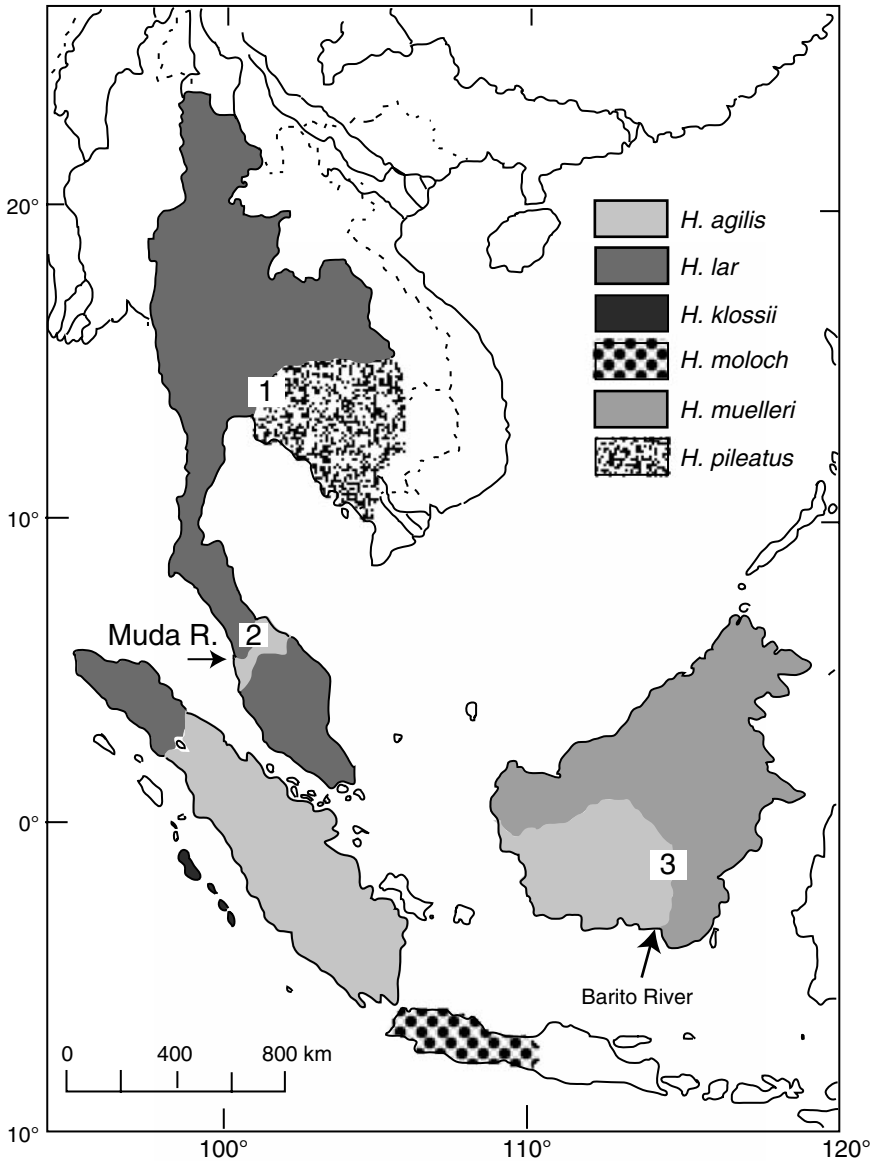 20°
10°
0°
10°
100°
110°
120°
H. agilis
H. lar
H. klossii
H. moloch
H. muelleri
H. pileatus
1
Muda R.
2
3
Barito River
0 400 800 km